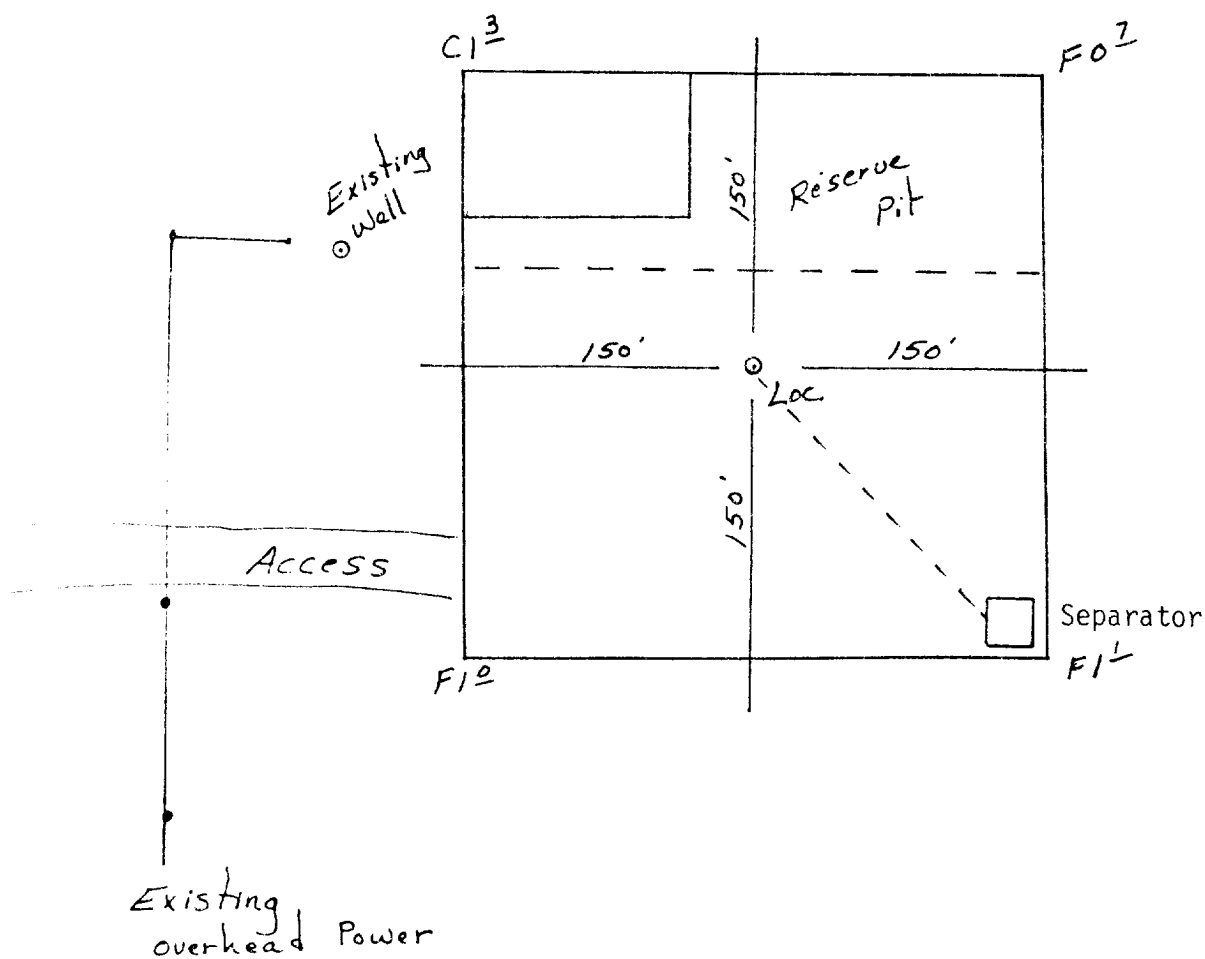 C1 3
F0 7
Existing
Well
150'
Reserve
Pit
150'
150'
Loc.
150'
Access
Separator
F1 0
F1 1
Existing
overhead Power